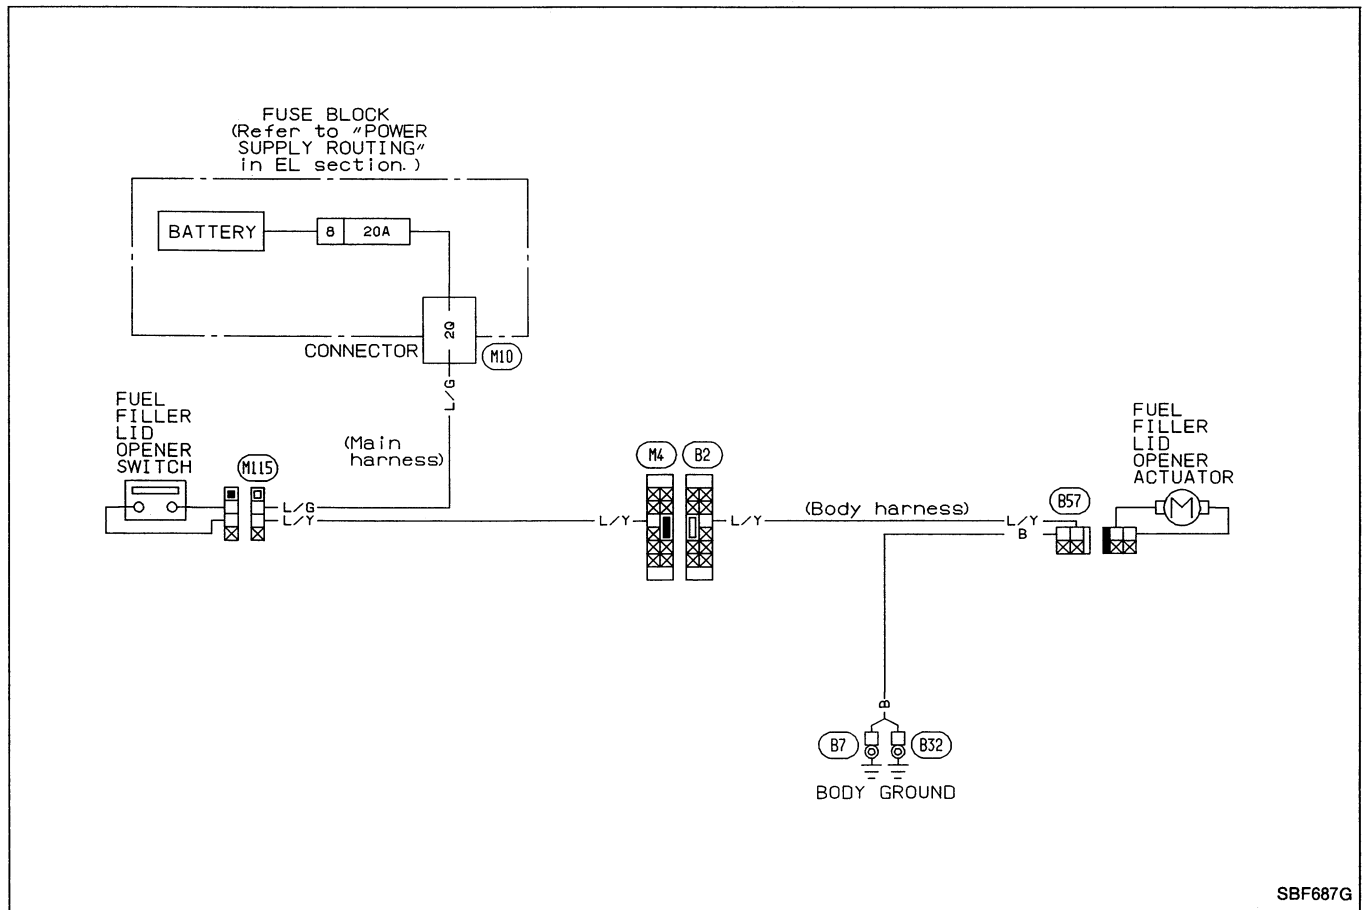 FUSE BLOCK
(Refer to "POWER
SUPPLY ROUTING"
in EL section.)
BATTERY
8
20A
2Q
CONNECTOR
M10
L/G
FUEL
FILLER
LID
OPENER
SWITCH
M115
(Main
harness)
L/G
L/Y
L/Y
M4
B2
L/Y
(Body harness)
L/Y
B
B57
FUEL
FILLER
LID
OPENER
ACTUATOR
M
B
B7
B32
BODY GROUND
SBF687G